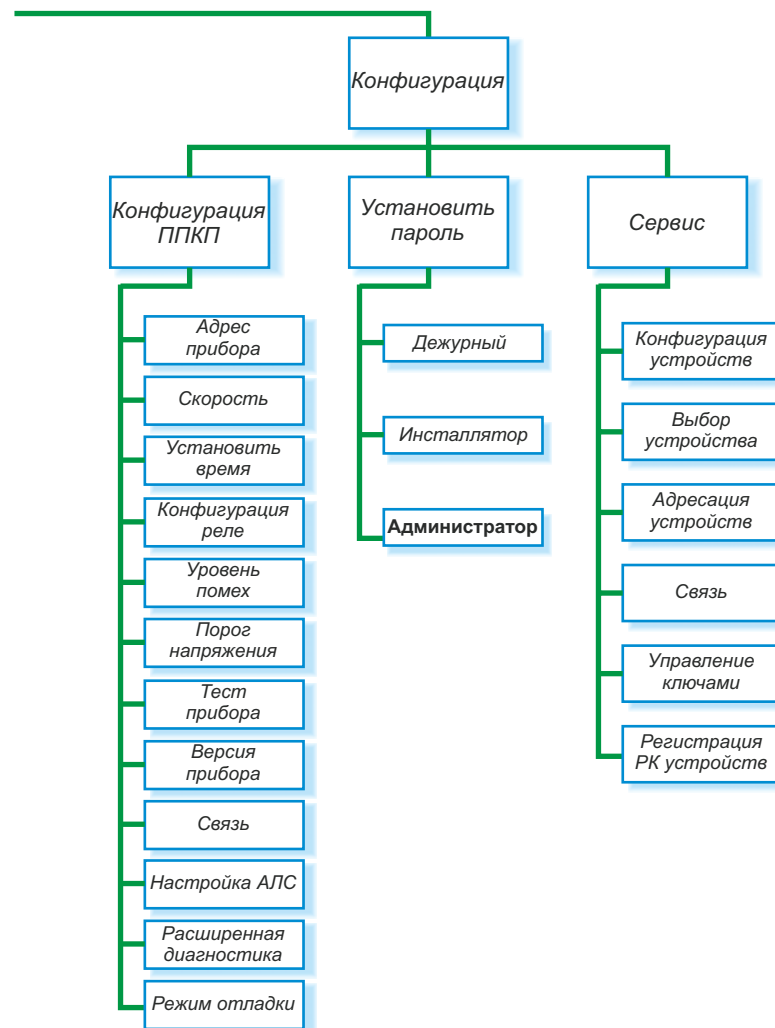 Конфигурация
Конфигурация
ППКП
Адрес
прибора
Скорость
Установить
время
Конфигурация
реле
Уровень
помех
Порог
напряжения
Тест
прибора
Версия
прибора
Связь
Настройка АЛС
Расширенная
диагностика
Режим отладки
Установить
пароль
Дежурный
Инсталлятор
Администратор
Сервис
Конфигурация
устройств
Выбор
устройства
Адресация
устройств
Связь
Управление
ключами
Регистрация
РК устройств